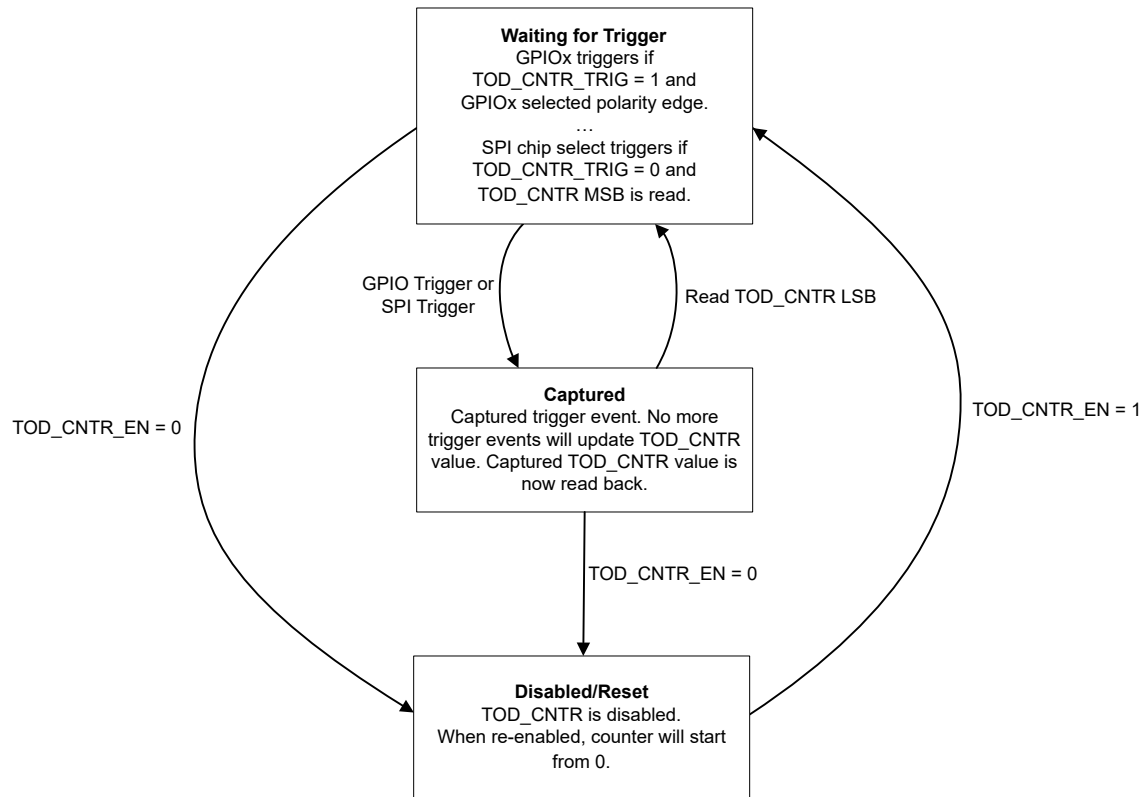 Waiting for Trigger
GPIOx triggers if
TOD_CNTR_TRIG = 1 and
GPIOx selected polarity edge.
…
SPI chip select triggers if
TOD_CNTR_TRIG = 0 and
TOD_CNTR MSB is read.
GPIO Trigger or
SPI Trigger
Read TOD_CNTR LSB
Captured
Captured trigger event. No more
trigger events will update TOD_CNTR
value. Captured TOD_CNTR value is
now read back.
TOD_CNTR_EN = 0
TOD_CNTR_EN = 1
TOD_CNTR_EN = 0
Disabled/Reset
TOD_CNTR is disabled.
When re-enabled, counter will start
from 0.